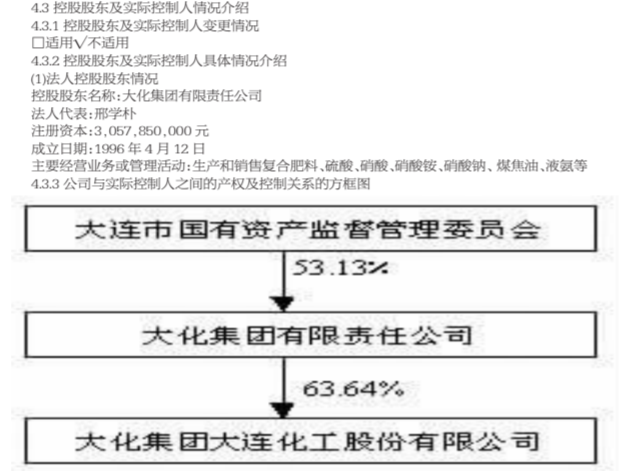 4.3 控股股东及实际控制人情况介绍
4.3.1 控股股东及实际控制人变更情况
□适用√不适用
4.3.2 控股股东及实际控制人具体情况介绍
(1)法人控股股东情况
控股股东名称:大化集团有限责任公司
法人代表:邢学朴
注册资本:3,057,850,000 元
成立日期:1996 年 4 月 12 日
主要经营业务或管理活动:生产和销售复合肥料、硫酸、硝酸、硝酸铵、硝酸钠、煤焦油、液氨等
4.3.3 公司与实际控制人之间的产权及控制关系的方框图
大连市国有资产监督管理委员会
53.13%
大化集团有限责任公司
63.64%
大化集团大连化工股份有限公司